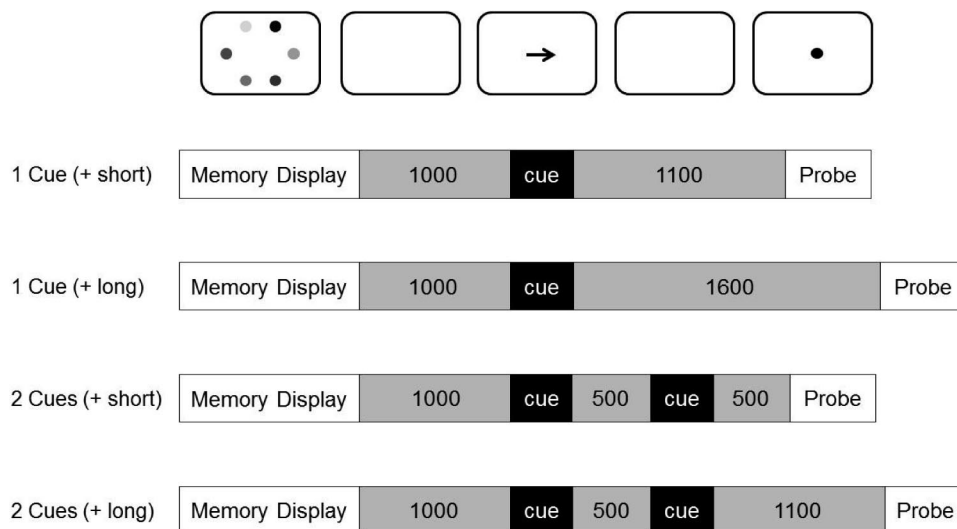 1 Cue (+ short) Memory Display 1000 cue 1100 Probe
1 Cue (+ long) Memory Display 1000 cue 1600 Probe
2 Cues (+ short) Memory Display 1000 cue 500 cue 500 Probe
2 Cues (+ long) Memory Display 1000 cue 500 cue 1100 Probe